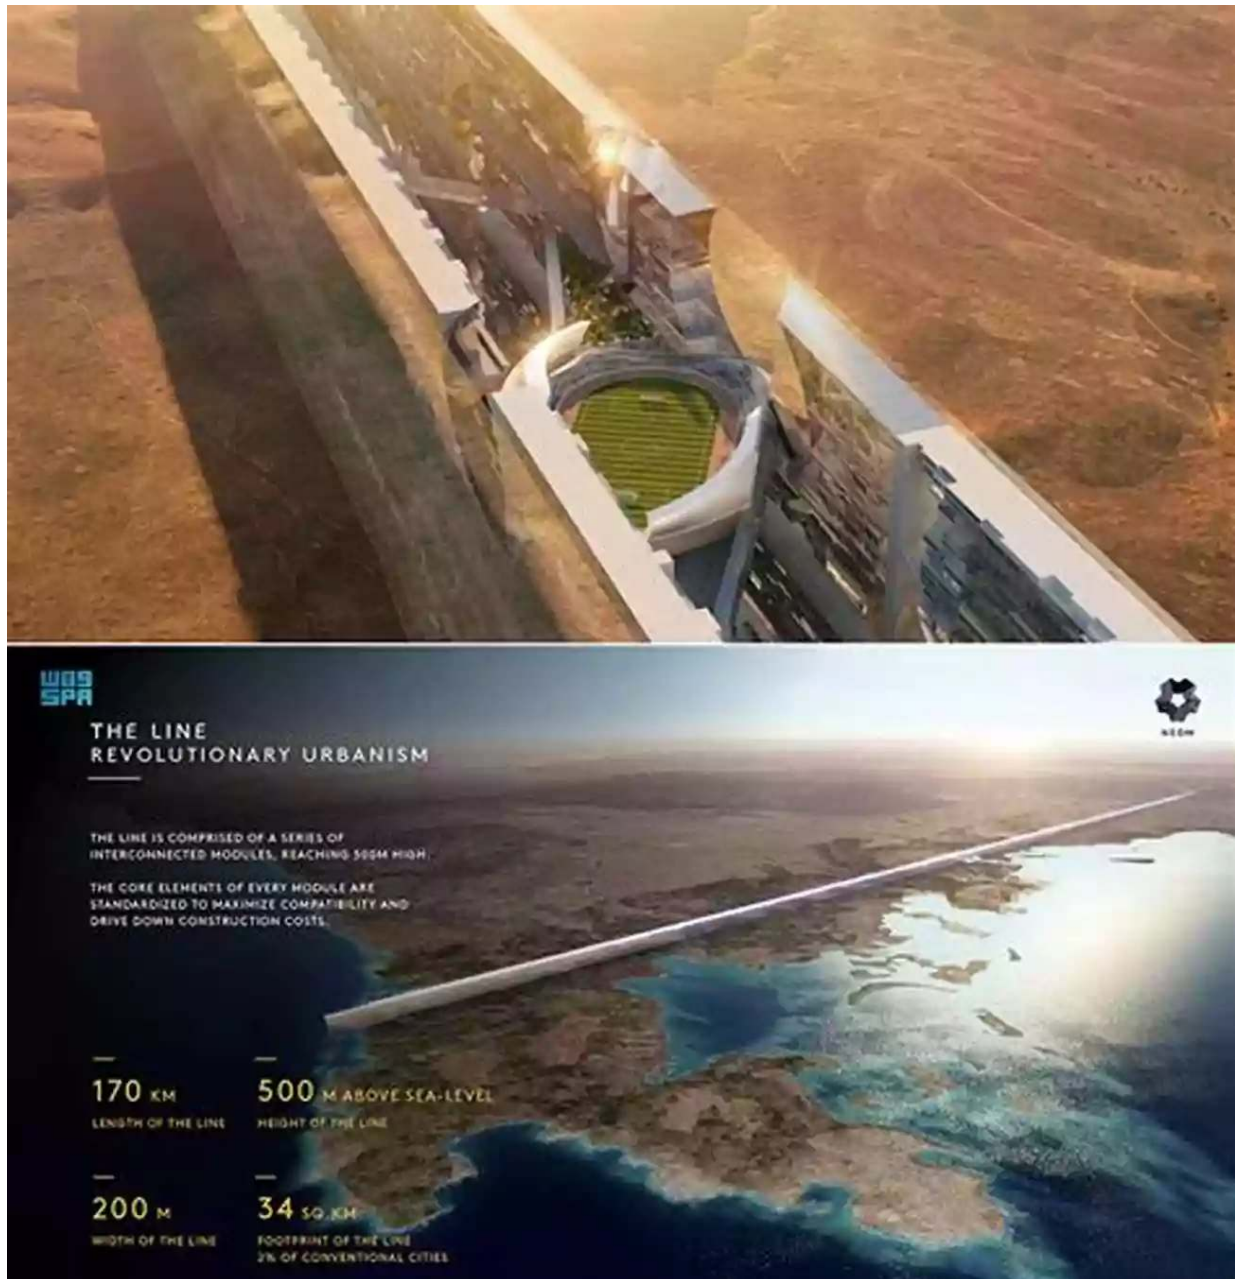 WAS
SPA
THE LINE
REVOLUTIONARY URBANISM
NEOM
THE LINE IS COMPRISED OF A SERIES OF
INTERCONNECTED MODULES, REACHING 500M HIGH.
THE CORE ELEMENTS OF EVERY MODULE ARE
STANDARDIZED TO MAXIMIZE COMPATIBILITY AND
DRIVE DOWN CONSTRUCTION COSTS.
170 KM
LENGTH OF THE LINE
500 M ABOVE SEA-LEVEL
HEIGHT OF THE LINE
200 M
WIDTH OF THE LINE
34 SQ.KM
FOOTPRINT OF THE LINE
2% OF CONVENTIONAL CITIES